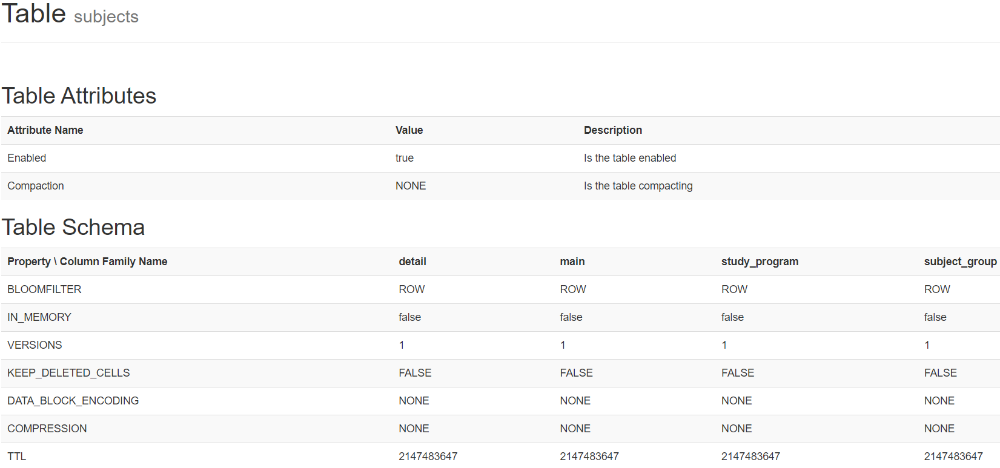 Table subjects
Table Attributes
Attribute Name Value Description
Enabled true Is the table enabled
Compaction NONE Is the table compacting
Table Schema
Property \ Column Family Name detail main study_program subject_group
BLOOMFILTER ROW ROW ROW ROW
IN_MEMORY false false false false
VERSIONS 1 1 1 1
KEEP_DELETED_CELLS FALSE FALSE FALSE FALSE
DATA_BLOCK_ENCODING NONE NONE NONE NONE
COMPRESSION NONE NONE NONE NONE
TTL 2147483647 2147483647 2147483647 2147483647